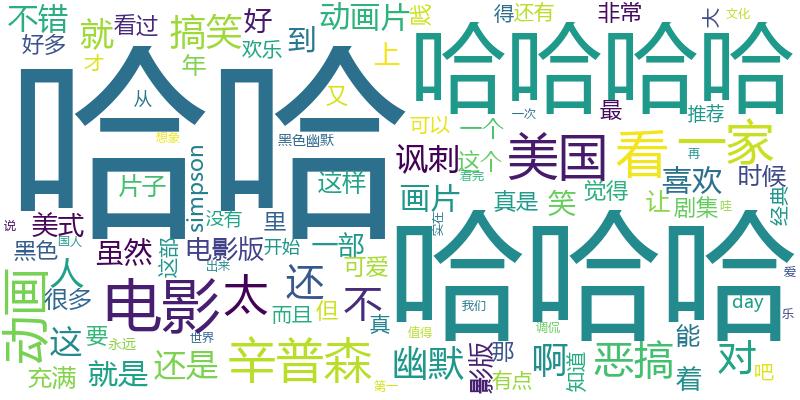 不错
好多
就
看过
搞笑
好
欢乐
到
动画片
年
才
上
又
从
哈哈
哈哈哈哈
得
还有
非常
大
文化
最
推荐
一次
可以
一个
美国
看
一家
讽刺
这个
再
喜欢
时候
看完
黑色幽默
想象
simpson
片子
这样
画片
真是
笑
觉得
让
剧集
经典
哇
实在
说
美式
没有
里
黑色
国人
虽然
这部
电影版
开始
一部
出来
可爱
哈哈哈
爱
动画
人
很多
电影
太
还
不
而且
但
真
我们
day
乐
这
要
永远
世界
值得
调侃
能
充满
就是
还是
辛普森
第一
幽默
影版
那
有点
啊
知道
恶搞
着
对
吧